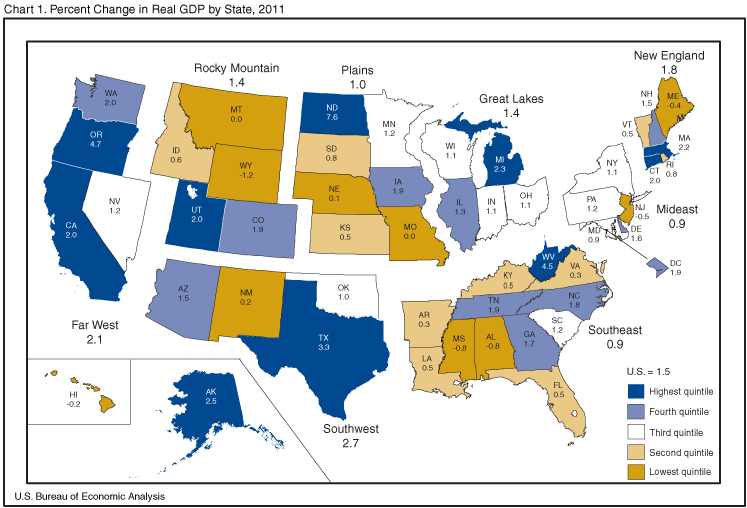 Chart 1. Percent Change in Real GDP by State, 2011
New England
1.8
Rocky Mountain
1.4
Plains
1.0
Great Lakes
1.4
WA
2.0
OR
4.7
ID
0.6
MT
0.0
WY
-1.2
ND
7.6
SD
0.8
NE
0.1
KS
0.5
MN
1.2
IA
1.9
MO
0.0
WI
1.1
MI
2.3
IL
1.3
IN
1.1
OH
1.1
NH
1.5
VT
0.5
ME
-0.4
MA
2.2
RI
0.8
CT
2.0
NY
1.1
PA
1.2
NJ
-0.5
Mideast
0.9
DE
1.6
MD
0.9
DC
1.9
CA
2.0
NV
1.2
UT
2.0
CO
1.9
AZ
1.5
NM
0.2
OK
1.0
TX
3.3
Far West
2.1
HI
-0.2
AK
2.5
Southwest
2.7
WV
4.5
VA
0.3
KY
0.5
TN
1.9
NC
1.8
SC
1.2
GA
1.7
AR
0.3
LA
0.5
MS
-0.8
AL
-0.8
FL
0.5
Southeast
0.9
U.S. = 1.5
Highest quintile
Fourth quintile
Third quintile
Second quintile
Lowest quintile
U.S. Bureau of Economic Analysis